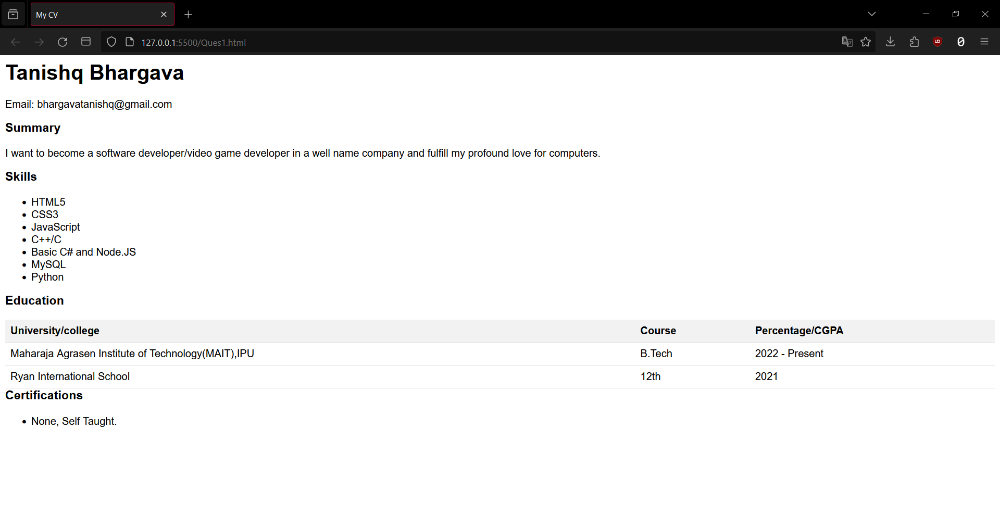 My CV
127.0.0.1:5500/Ques1.html
Tanishq Bhargava
Email: bhargavatanishq@gmail.com
Summary
I want to become a software developer/video game developer in a well name company and fulfill my profound love for computers.
Skills
HTML5
CSS3
JavaScript
C++/C
Basic C# and Node.JS
MySQL
Python
Education
University/college Course Percentage/CGPA
Maharaja Agrasen Institute of Technology(MAIT),IPU B.Tech 2022 - Present
Ryan International School 12th 2021
Certifications
None, Self Taught.